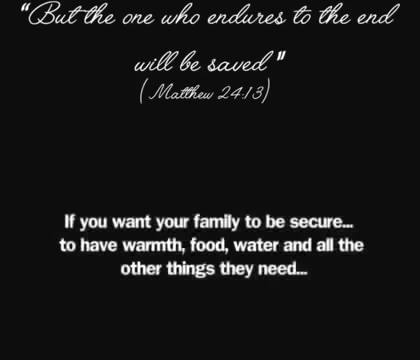 "But the one who endures to the end
will be saved"
(Matthew 24:13)
If you want your family to be secure...
to have warmth, food, water and all the
other things they need...